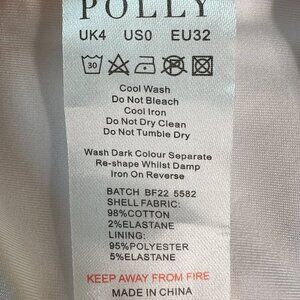 POLLY
UK4 US0 EU32
30
Cool Wash
Do Not Bleach
Cool Iron
Do Not Dry Clean
Do Not Tumble Dry
Wash Dark Colour Separate
Re-shape Whilst Damp
Iron On Reverse
BATCH BF22 5582
SHELL FABRIC:
98%COTTON
2%ELASTANE
LINING:
95%POLYESTER
5%ELASTANE
KEEP AWAY FROM FIRE
MADE IN CHINA